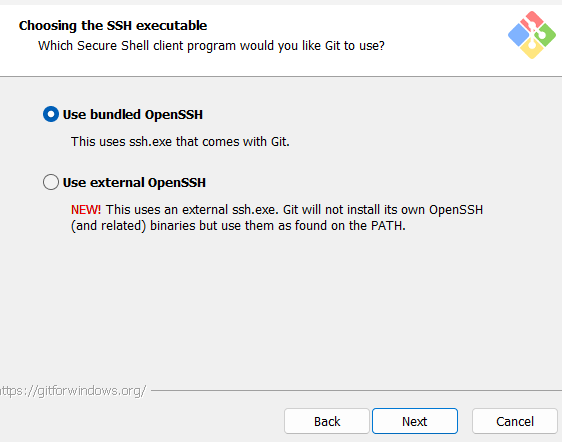 Choosing the SSH executable
Which Secure Shell client program would you like Git to use?
Use bundled OpenSSH
This uses ssh.exe that comes with Git.
Use external OpenSSH
NEW! This uses an external ssh.exe. Git will not install its own OpenSSH
(and related) binaries but use them as found on the PATH.
https://gitforwindows.org/
Back
Next
Cancel